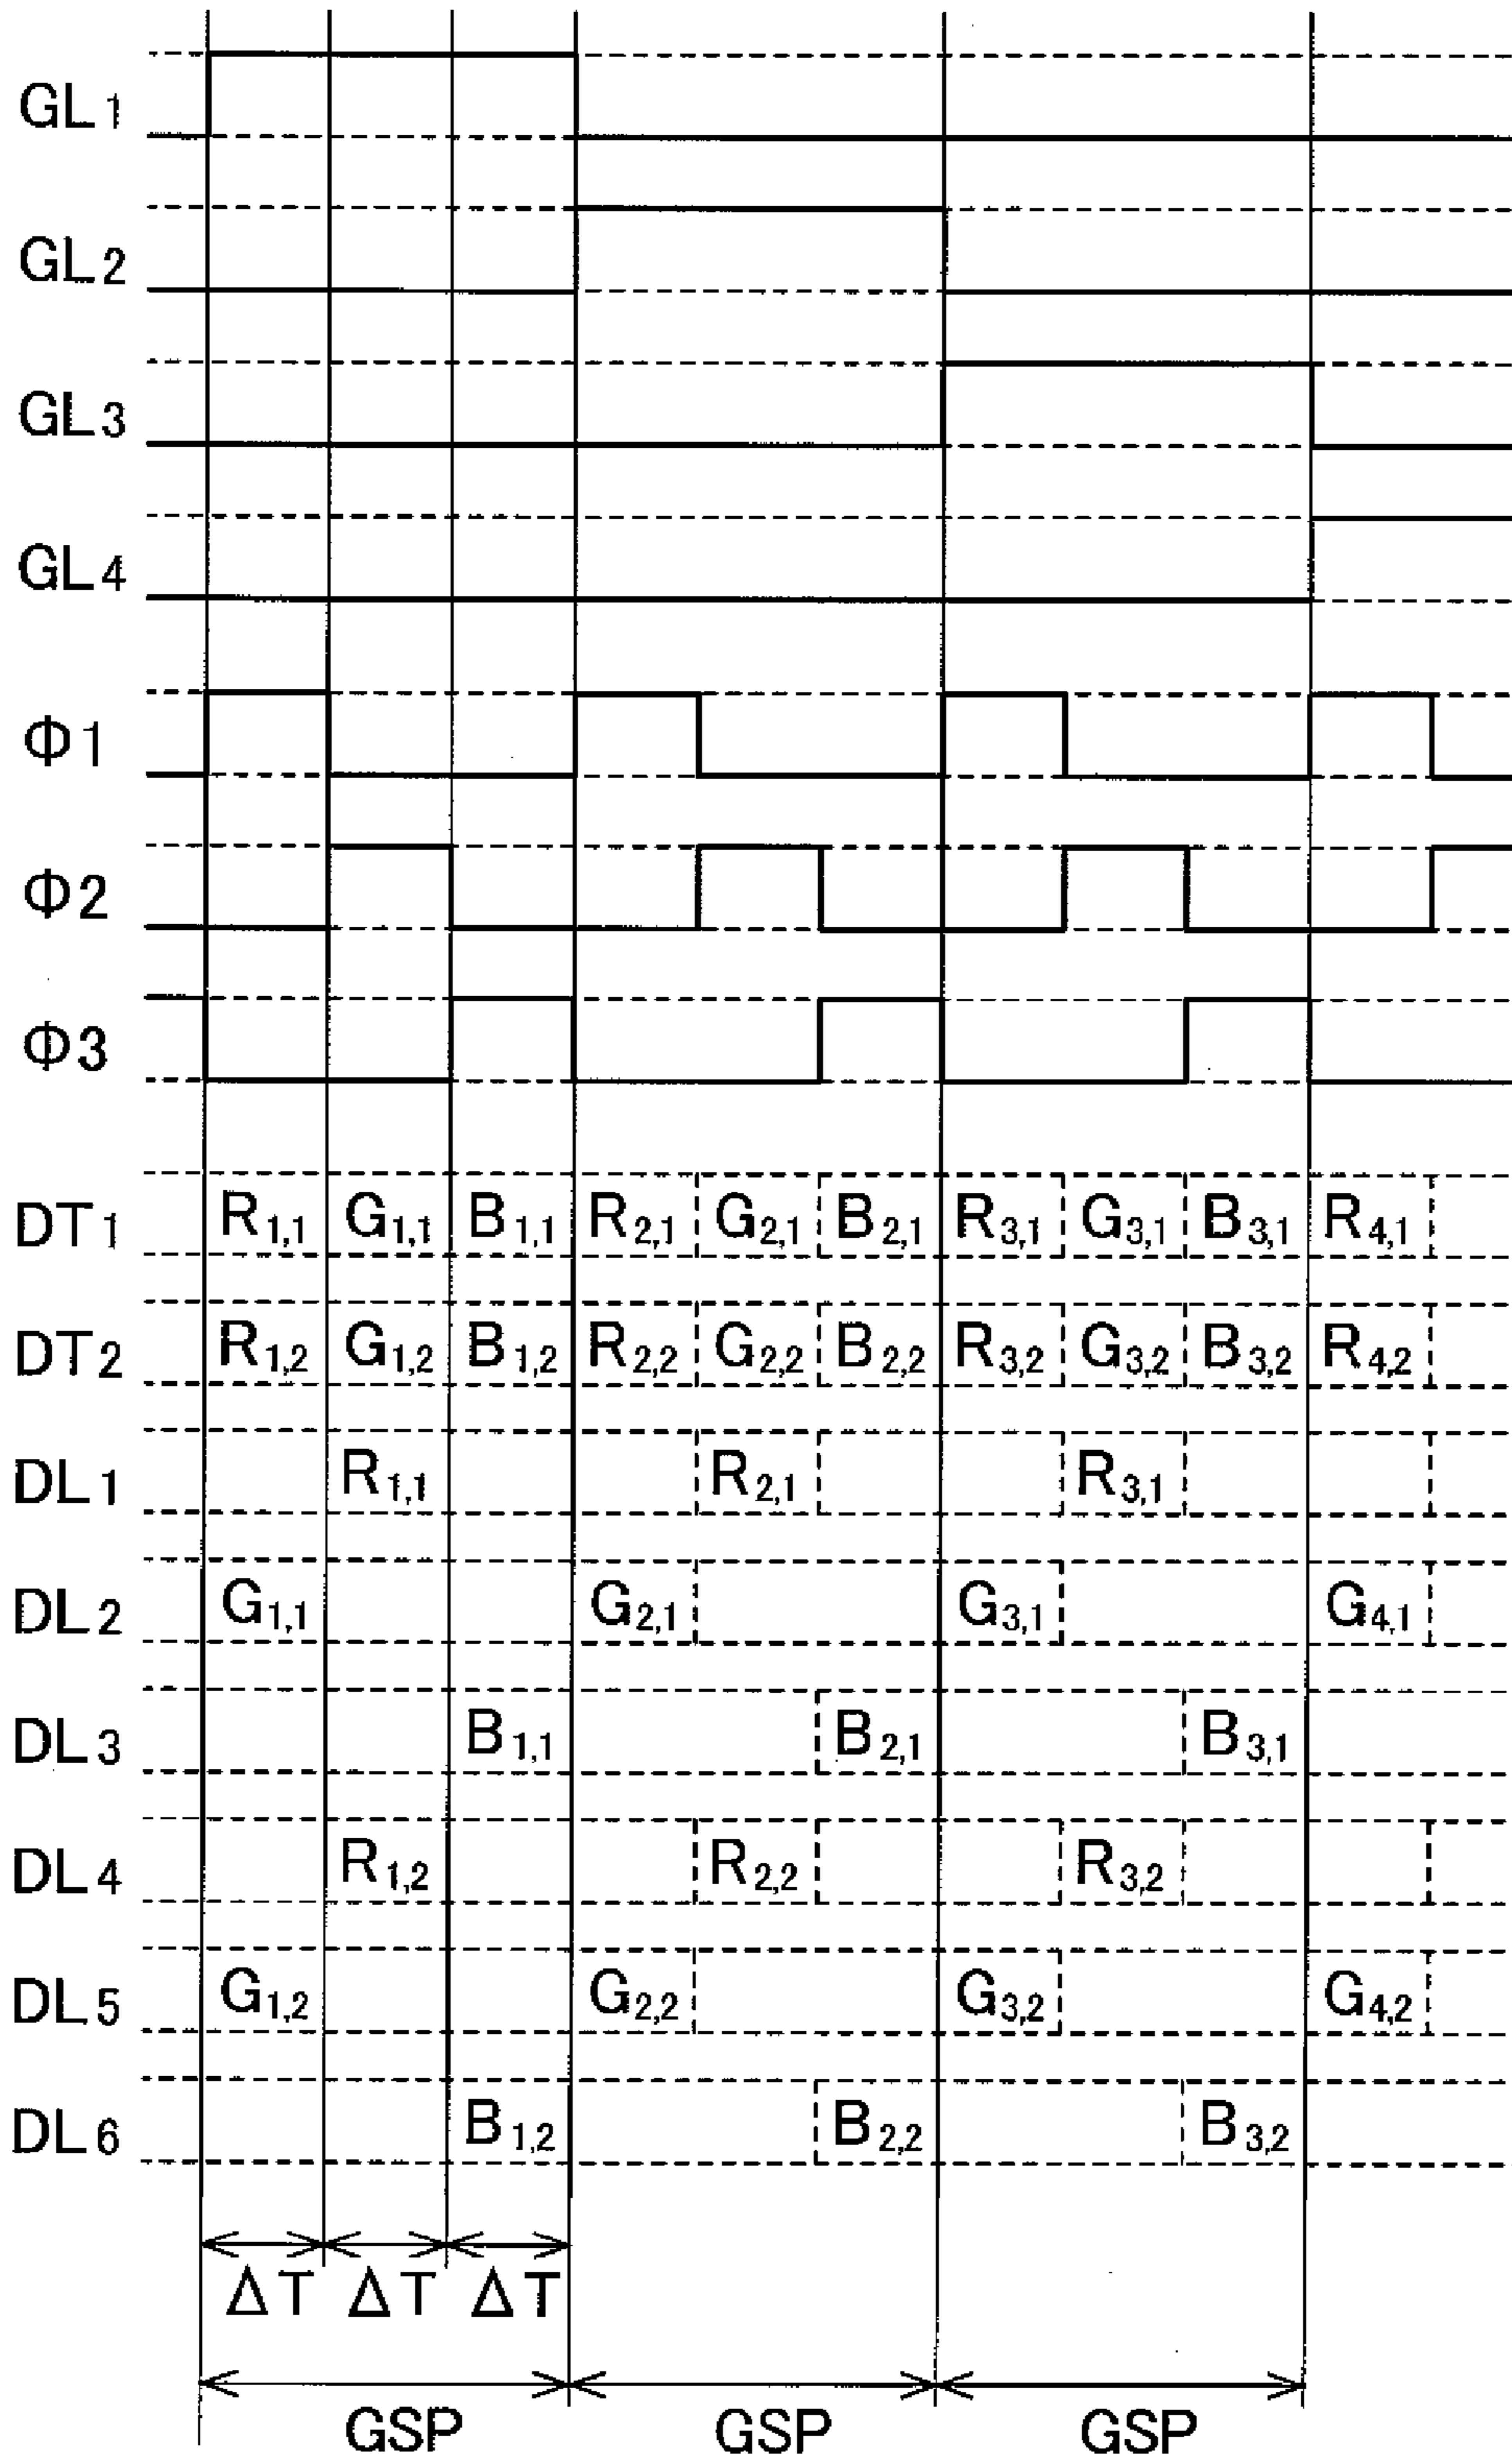 GL1
GL2
GL3
GL4
Φ1
Φ2
Φ3
DT1 R1,1 G1,1 B1,1 R2,1 G2,1 B2,1 R3,1 G3,1 B3,1 R4,1
DT2 R1,2 G1,2 B1,2 R2,2 G2,2 B2,2 R3,2 G3,2 B3,2 R4,2
DL1 R1,1 R2,1 R3,1
DL2 G1,1 G2,1 G3,1 G4,1
DL3 B1,1 B2,1 B3,1
DL4 R1,2 R2,2 R3,2
DL5 G1,2 G2,2 G3,2 G4,2
DL6 B1,2 B2,2 B3,2
ΔT ΔT ΔT
GSP GSP GSP